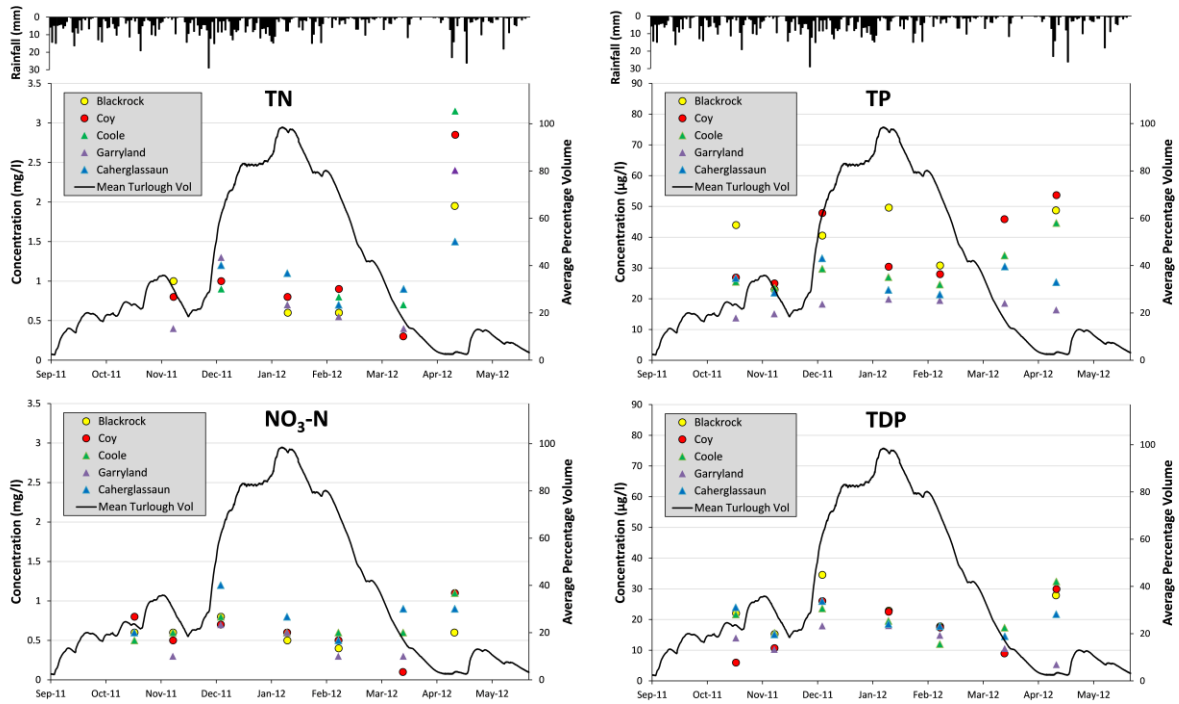 Rainfall (mm)
0
10
20
30
TN
Blackrock
Coy
Coole
Garryland
Caherglassaun
Mean Turlough Vol
Concentration (mg/l)
3.5
3
2.5
2
1.5
1
0.5
0
Average Percentage Volume
100
80
60
40
20
0
Sep-11 Oct-11 Nov-11 Dec-11 Jan-12 Feb-12 Mar-12 Apr-12 May-12
Rainfall (mm)
0
10
20
30
TP
Blackrock
Coy
Coole
Garryland
Caherglassaun
Mean Turlough Vol
Concentration (µg/l)
90
80
70
60
50
40
30
20
10
0
Average Percentage Volume
100
80
60
40
20
0
Sep-11 Oct-11 Nov-11 Dec-11 Jan-12 Feb-12 Mar-12 Apr-12 May-12
NO₃-N
Blackrock
Coy
Coole
Garryland
Caherglassaun
Mean Turlough Vol
Concentration (mg/l)
3.5
3
2.5
2
1.5
1
0.5
0
Average Percentage Volume
100
80
60
40
20
0
Sep-11 Oct-11 Nov-11 Dec-11 Jan-12 Feb-12 Mar-12 Apr-12 May-12
TDP
Blackrock
Coy
Coole
Garryland
Caherglassaun
Mean Turlough Vol
Concentration (µg/l)
90
80
70
60
50
40
30
20
10
0
Average Percentage Volume
100
80
60
40
20
0
Sep-11 Oct-11 Nov-11 Dec-11 Jan-12 Feb-12 Mar-12 Apr-12 May-12